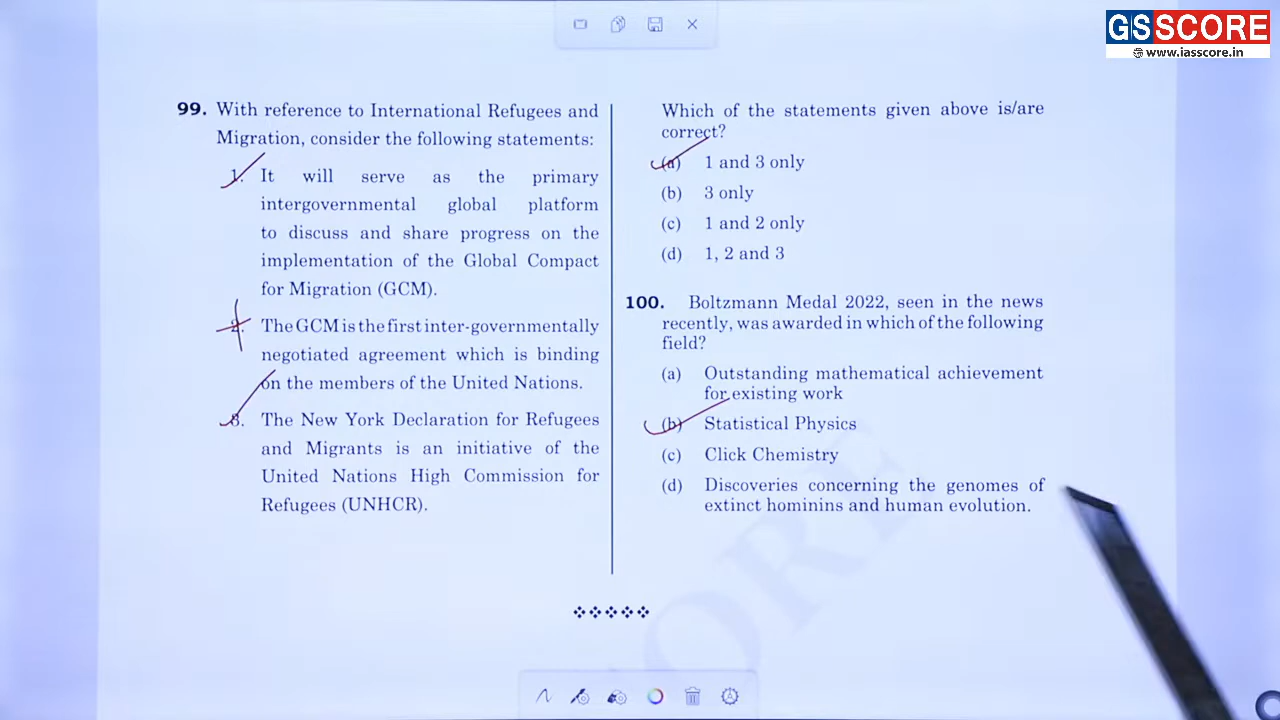 GSSCORE
www.iasscore.in
99. With reference to International Refugees and
Migration, consider the following statements:
1. It will serve as the primary
intergovernmental global platform
to discuss and share progress on the
implementation of the Global Compact
for Migration (GCM).
2. The GCM is the first inter-governmentally
negotiated agreement which is binding
on the members of the United Nations.
3. The New York Declaration for Refugees
and Migrants is an initiative of the
United Nations High Commission for
Refugees (UNHCR).
Which of the statements given above is/are
correct?
(a) 1 and 3 only
(b) 3 only
(c) 1 and 2 only
(d) 1, 2 and 3
100. Boltzmann Medal 2022, seen in the news
recently, was awarded in which of the following
field?
(a) Outstanding mathematical achievement
for existing work
(b) Statistical Physics
(c) Click Chemistry
(d) Discoveries concerning the genomes of
extinct hominins and human evolution.